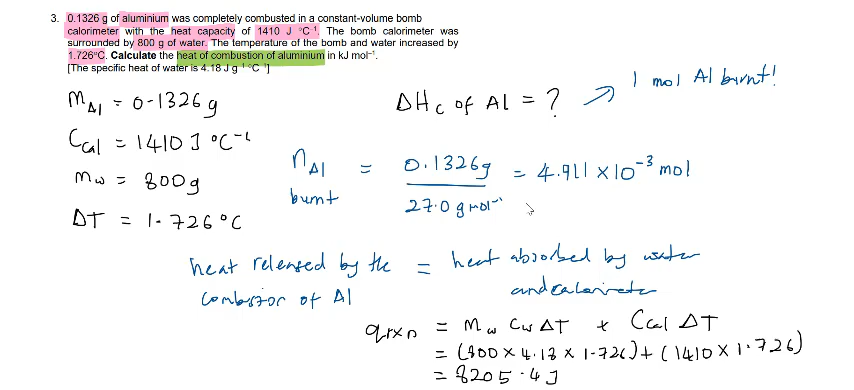 3. 0.1326 g of aluminium was completely combusted in a constant-volume bomb
calorimeter with the heat capacity of 1410 J °C⁻¹. The bomb calorimeter was
surrounded by 800 g of water. The temperature of the bomb and water increased by
1.726°C. Calculate the heat of combustion of aluminium in kJ mol⁻¹.
[The specific heat of water is 4.18 J g⁻¹ °C⁻¹]
1 mol Al burnt!
m_Al = 0.1326 g
ΔH_c of Al = ?
C_cal = 1410 J °C⁻¹
m_w = 800g
ΔT = 1.726 °C
n_Al burnt = 0.1326g / 27.0 g mol⁻¹ = 4.911 × 10⁻³ mol
heat released by the = heat absorbed by water
combustion of Al and calorimeter
q_rxn = m_w c_w ΔT + C_cal ΔT
= (800 × 4.18 × 1.726) + (1410 × 1.726)
= 8205.4 J